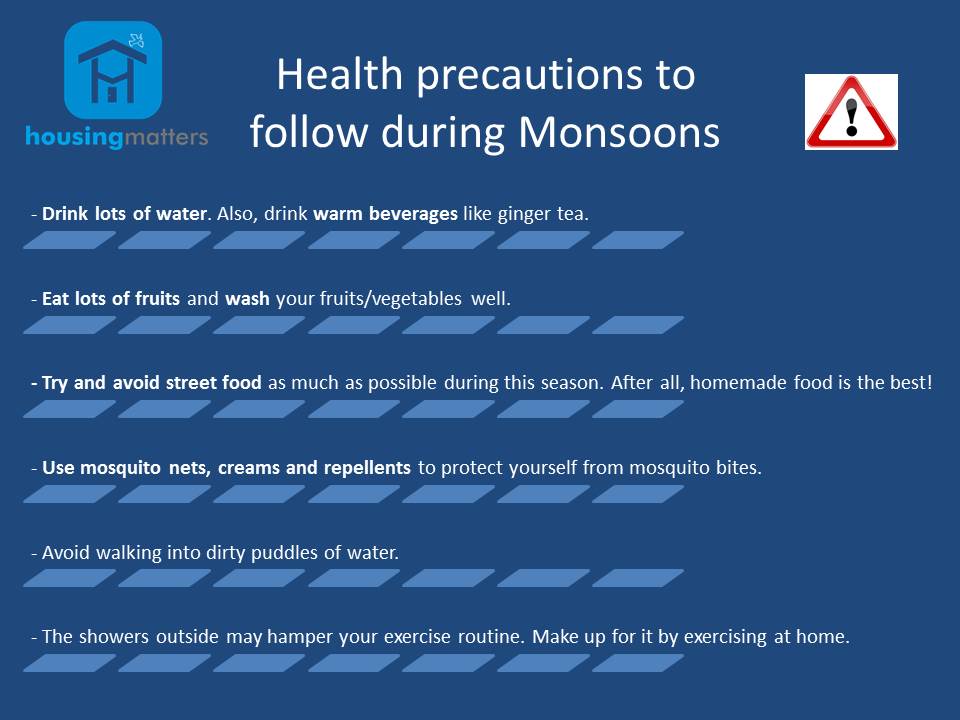 housingmatters
Health precautions to
follow during Monsoons
!
- Drink lots of water. Also, drink warm beverages like ginger tea.
- Eat lots of fruits and wash your fruits/vegetables well.
- Try and avoid street food as much as possible during this season. After all, homemade food is the best!
- Use mosquito nets, creams and repellents to protect yourself from mosquito bites.
- Avoid walking into dirty puddles of water.
- The showers outside may hamper your exercise routine. Make up for it by exercising at home.